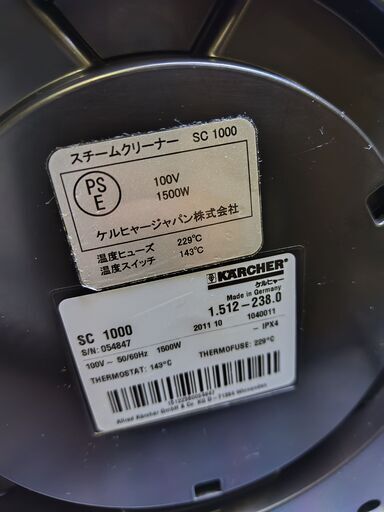 スチームクリーナー SC 1000
PS
E
100V
1500W
ケルヒャージャパン株式会社
温度ヒューズ 229℃
温度スイッチ 143℃
KÄRCHER
ケルヒャー
Made in Germany
SC 1000
1.512-238.0
S/N: 054847
2011 10 1040011
100V~ 50/60Hz 1500W
- IPX4
THERMOSTAT: 143°C
THERMOFUSE: 229°C
Alfred Kärcher GmbH & Co. KG D - 71364 Winnenden